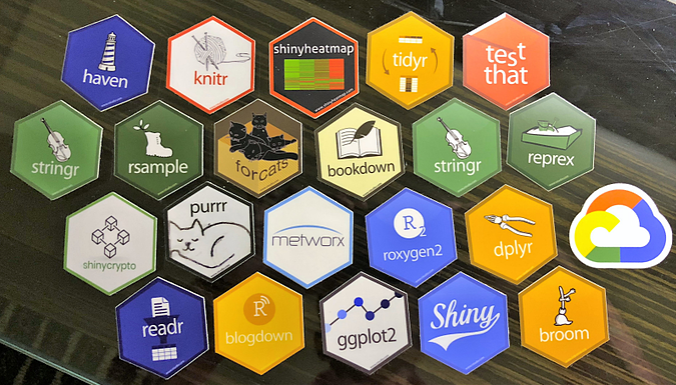 haven
knitr
shinyheatmap
tidyr
test
that
stringr
rsample
forcats
bookdown
stringr
reprex
shinycrypto
purrr
metworx
R2
roxygen2
dplyr
readr
R
blogdown
ggplot2
Shiny
broom